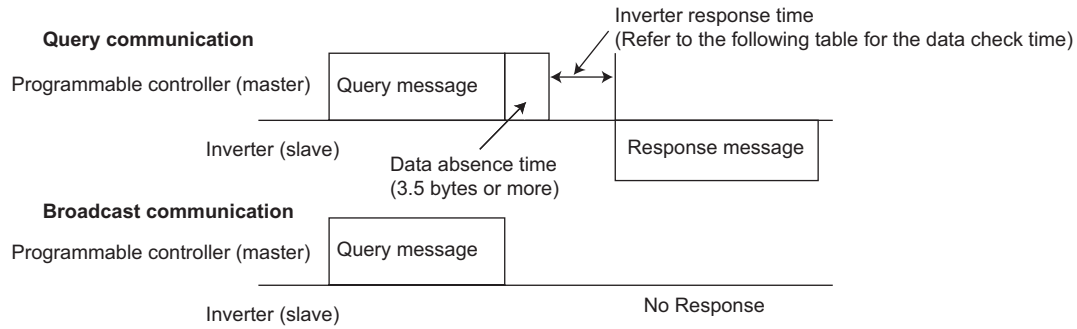 Inverter response time
(Refer to the following table for the data check time)
Query communication
Programmable controller (master)
Query message
Inverter (slave)
Data absence time
(3.5 bytes or more)
Response message
Broadcast communication
Programmable controller (master)
Query message
Inverter (slave)
No Response